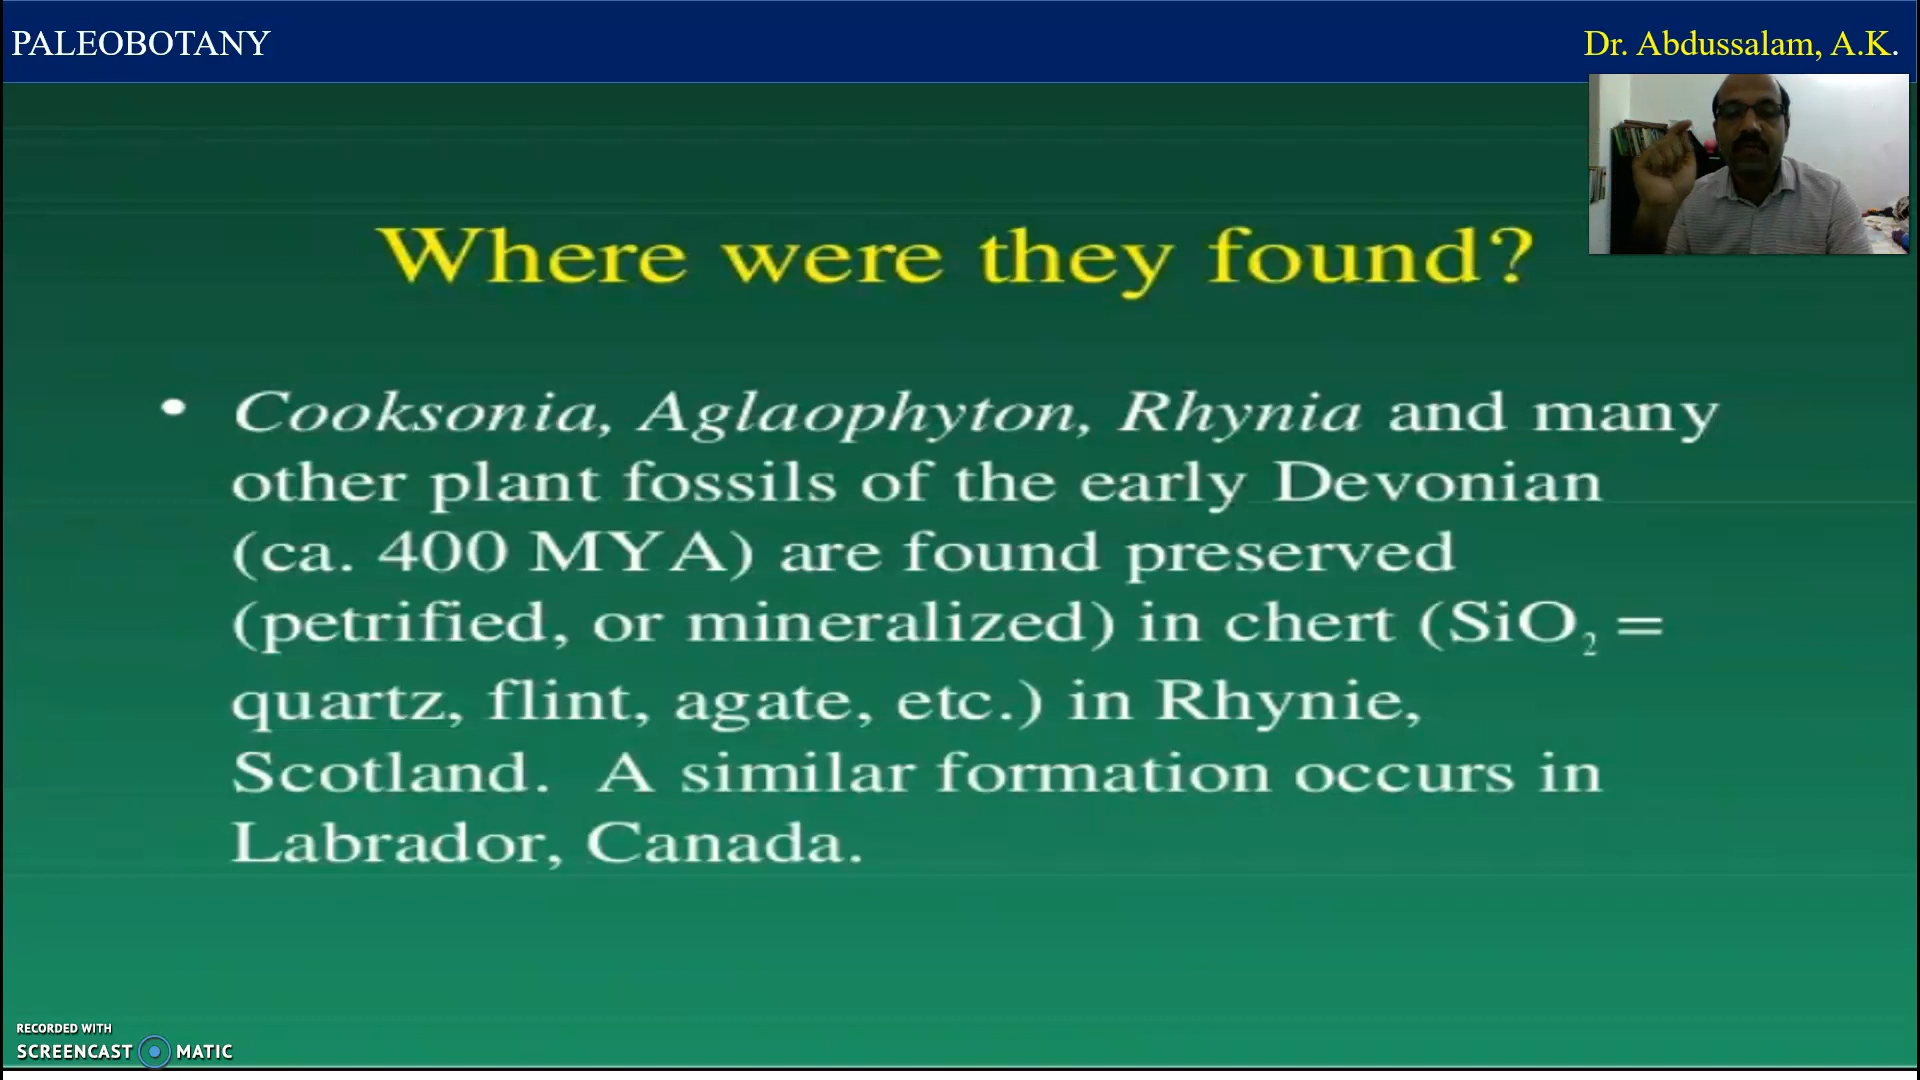 PALEOBOTANY
Dr. Abdussalam, A.K.
Where were they found?
• Cooksonia, Aglaophyton, Rhynia and many
other plant fossils of the early Devonian
(ca. 400 MYA) are found preserved
(petrified, or mineralized) in chert (SiO₂ =
quartz, flint, agate, etc.) in Rhynie,
Scotland. A similar formation occurs in
Labrador, Canada.
RECORDED WITH
SCREENCAST MATIC